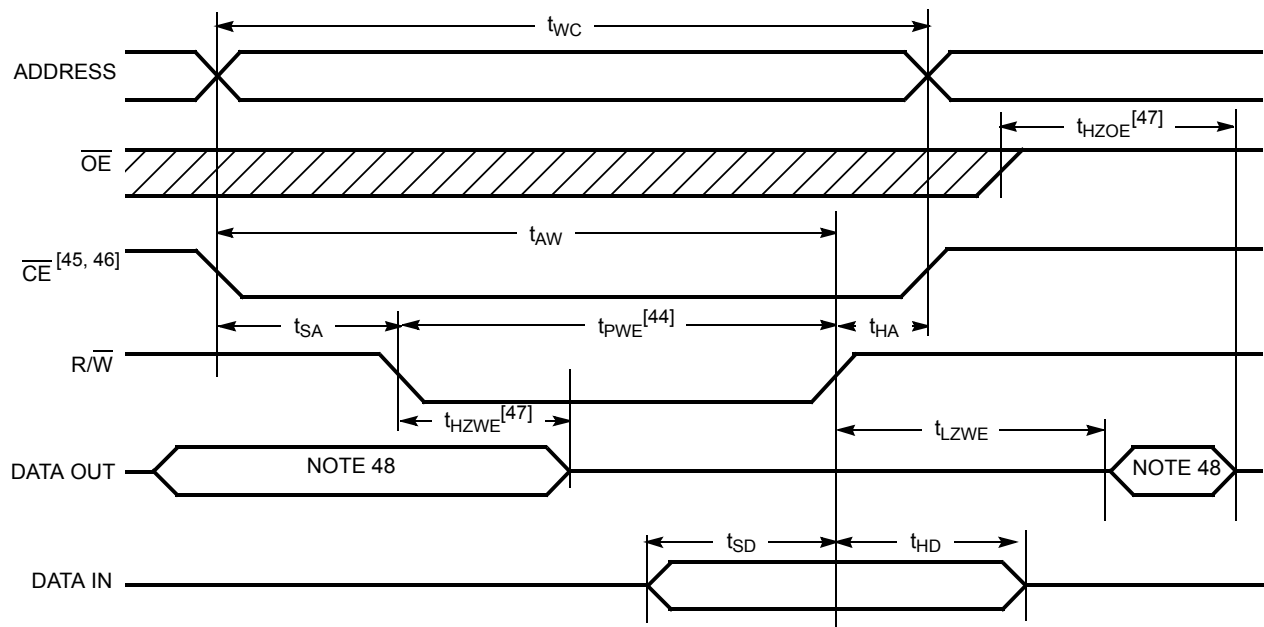 tWC
ADDRESS
tHZOE[47]
OE
tAW
CE [45, 46]
tSA
tPWE[44]
tHA
R/W
tHZWE[47]
tLZWE
DATA OUT
NOTE 48
NOTE 48
tSD
tHD
DATA IN